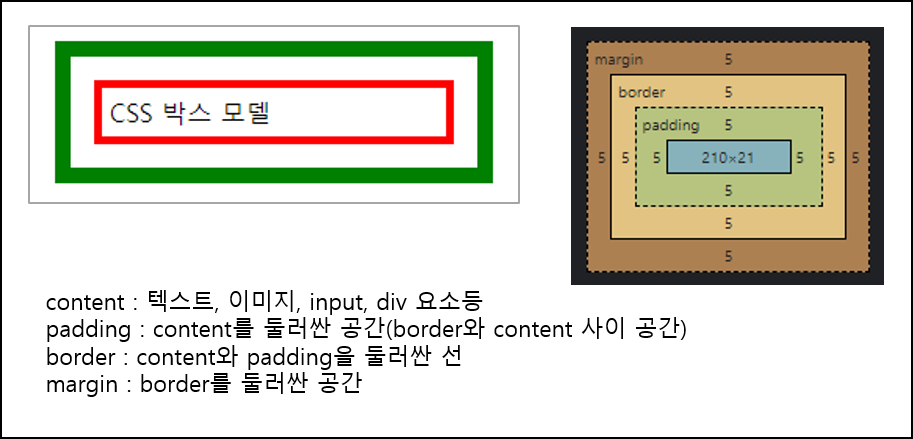 CSS 박스 모델
margin 5
border 5
padding 5
5 5 5 210×21 5 5 5
5
5
5
content : 텍스트, 이미지, input, div 요소등
padding : content를 둘러싼 공간(border와 content 사이 공간)
border : content와 padding을 둘러싼 선
margin : border를 둘러싼 공간